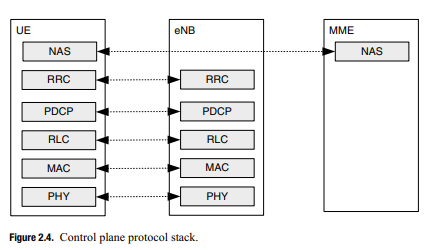 UE eNB MME
NAS NAS
RRC RRC
PDCP PDCP
RLC RLC
MAC MAC
PHY PHY
Figure 2.4. Control plane protocol stack.